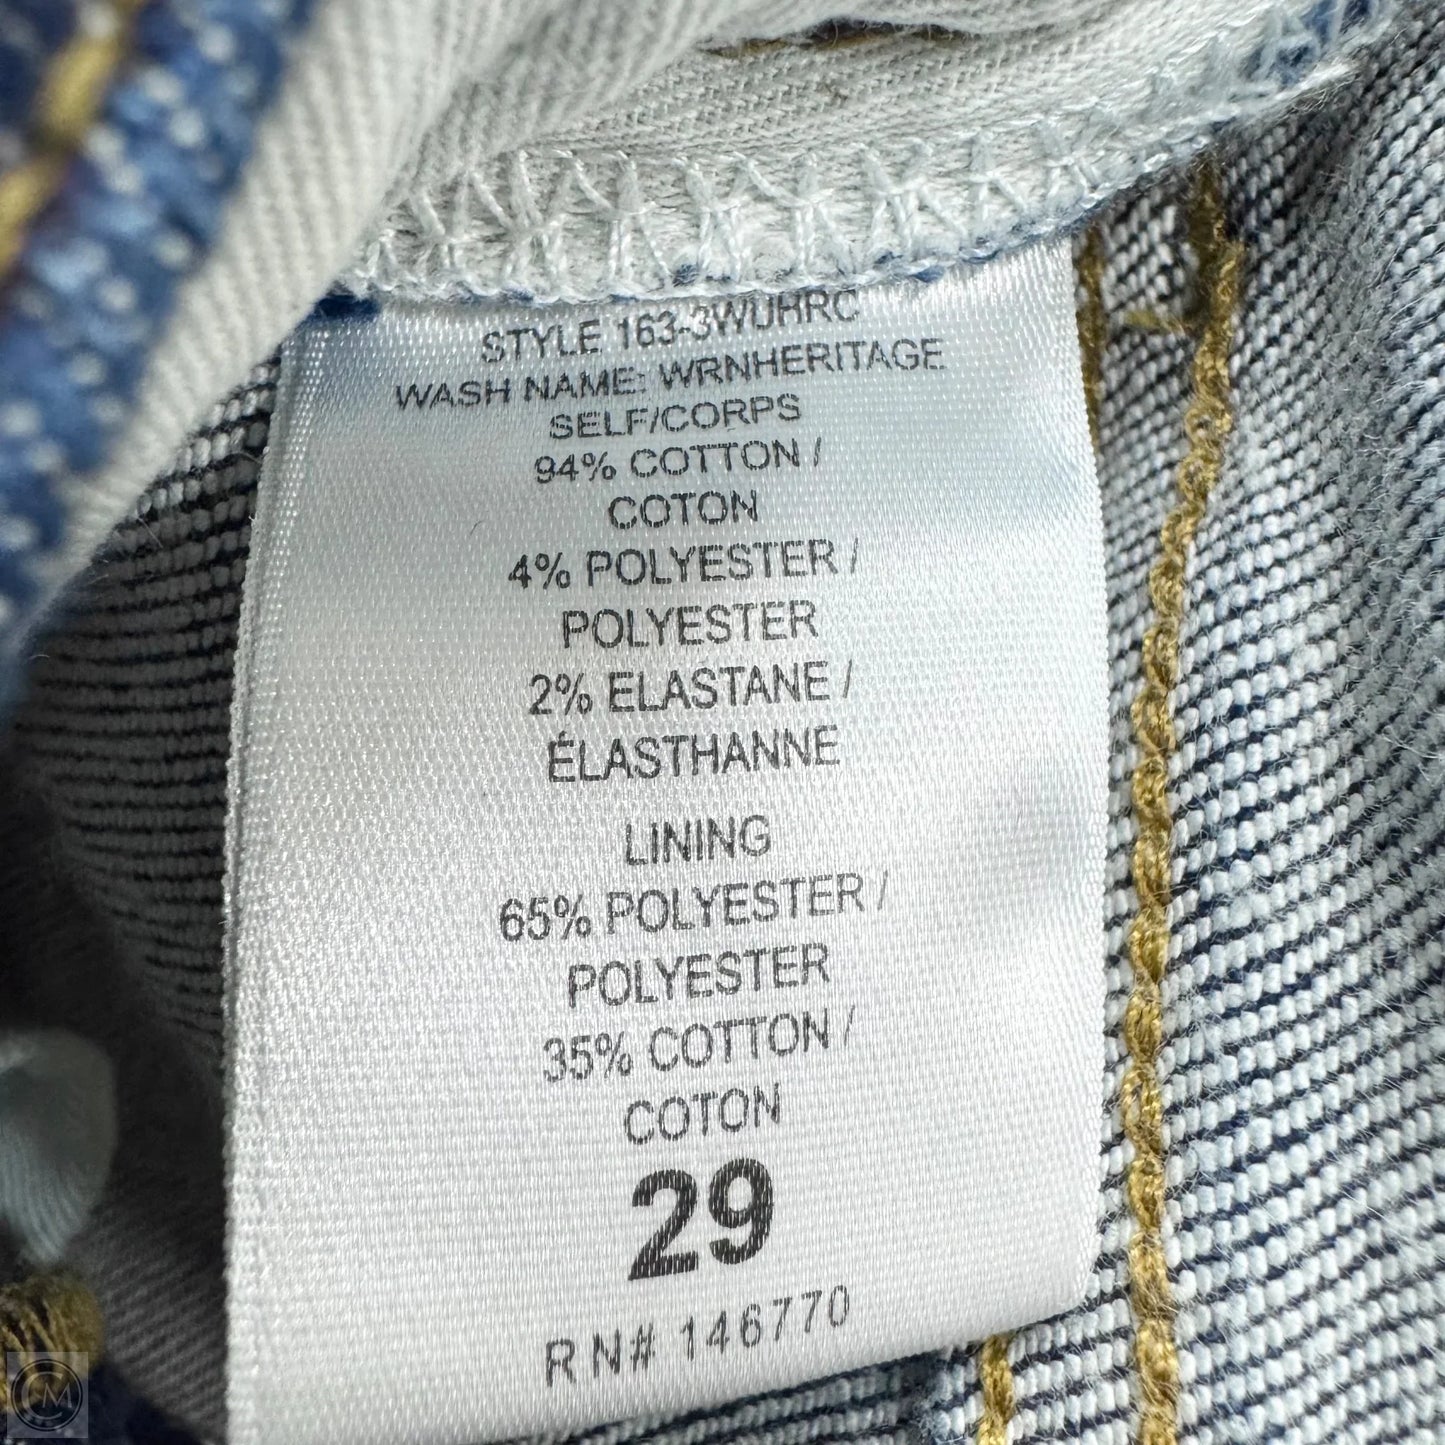 STYLE 163-3WUHRC
WASH NAME: WRNHERITAGE
SELF/CORPS
94% COTTON /
COTON
4% POLYESTER /
POLYESTER
2% ELASTANE /
ÉLASTHANNE
LINING
65% POLYESTER /
POLYESTER
35% COTTON /
COTON
29
RN# 146770
CM